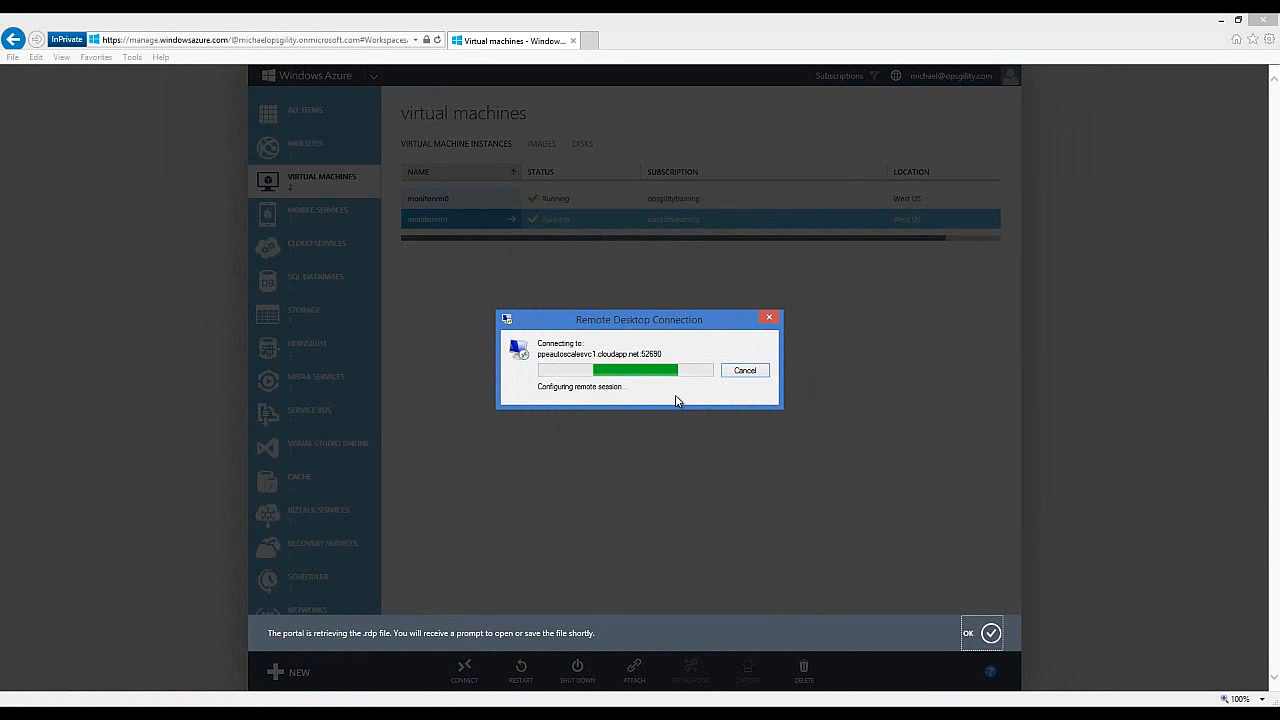 InPrivate
https://manage.windowsazure.com/@michaelopsgility.onmicrosoft.com#Workspaces,
Virtual machines - Window...
File Edit View Favorites Tools Help
Windows Azure
Subscriptions
michael@opsgility.com
ALL ITEMS
WEB SITES
VIRTUAL MACHINES
2
MOBILE SERVICES
CLOUD SERVICES
SQL DATABASES
STORAGE
HDINSIGHT
MEDIA SERVICES
SERVICE BUS
VISUAL STUDIO ONLINE
CACHE
BIZTALK SERVICES
RECOVERY SERVICES
SCHEDULER
NETWORKS
virtual machines
VIRTUAL MACHINE INSTANCES IMAGES DISKS
NAME STATUS SUBSCRIPTION LOCATION
monitorvm0 Running opsgilitytraining West US
monitorvm1 Running opsgilitytraining West US
Remote Desktop Connection
Connecting to:
ppeautoscalesvc1.cloudapp.net:52690
Cancel
Configuring remote session...
The portal is retrieving the .rdp file. You will receive a prompt to open or save the file shortly.
OK
NEW
CONNECT RESTART SHUT DOWN ATTACH DETACH DISK CAPTURE DELETE
?
100%